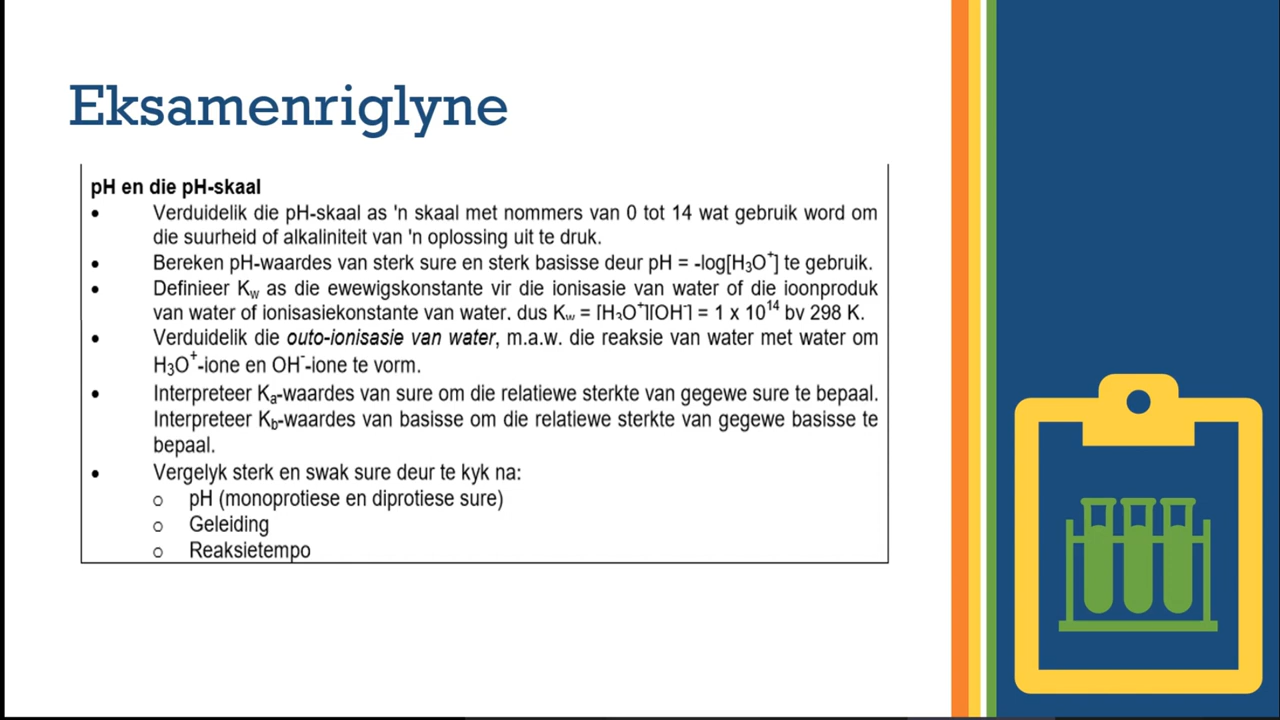 Eksamenriglyne
pH en die pH-skaal
• Verduidelik die pH-skaal as 'n skaal met nommers van 0 tot 14 wat gebruik word om
die suurheid of alkaliniteit van 'n oplossing uit te druk.
• Bereken pH-waardes van sterk sure en sterk basisse deur pH = -log[H₃O⁺] te gebruik.
• Definieer Kw as die ewewigskonstante vir die ionisasie van water of die ioonproduk
van water of ionisasiekonstante van water, dus Kw = [H₃O⁺][OH⁻] = 1 x 10¹⁴ by 298 K.
• Verduidelik die outo-ionisasie van water, m.a.w. die reaksie van water met water om
H₃O⁺-ione en OH⁻-ione te vorm.
• Interpreteer Ka-waardes van sure om die relatiewe sterkte van gegewe sure te bepaal.
Interpreteer Kb-waardes van basisse om die relatiewe sterkte van gegewe basisse te
bepaal.
• Vergelyk sterk en swak sure deur te kyk na:
o pH (monoprotiese en diprotiese sure)
o Geleiding
o Reaksietempo